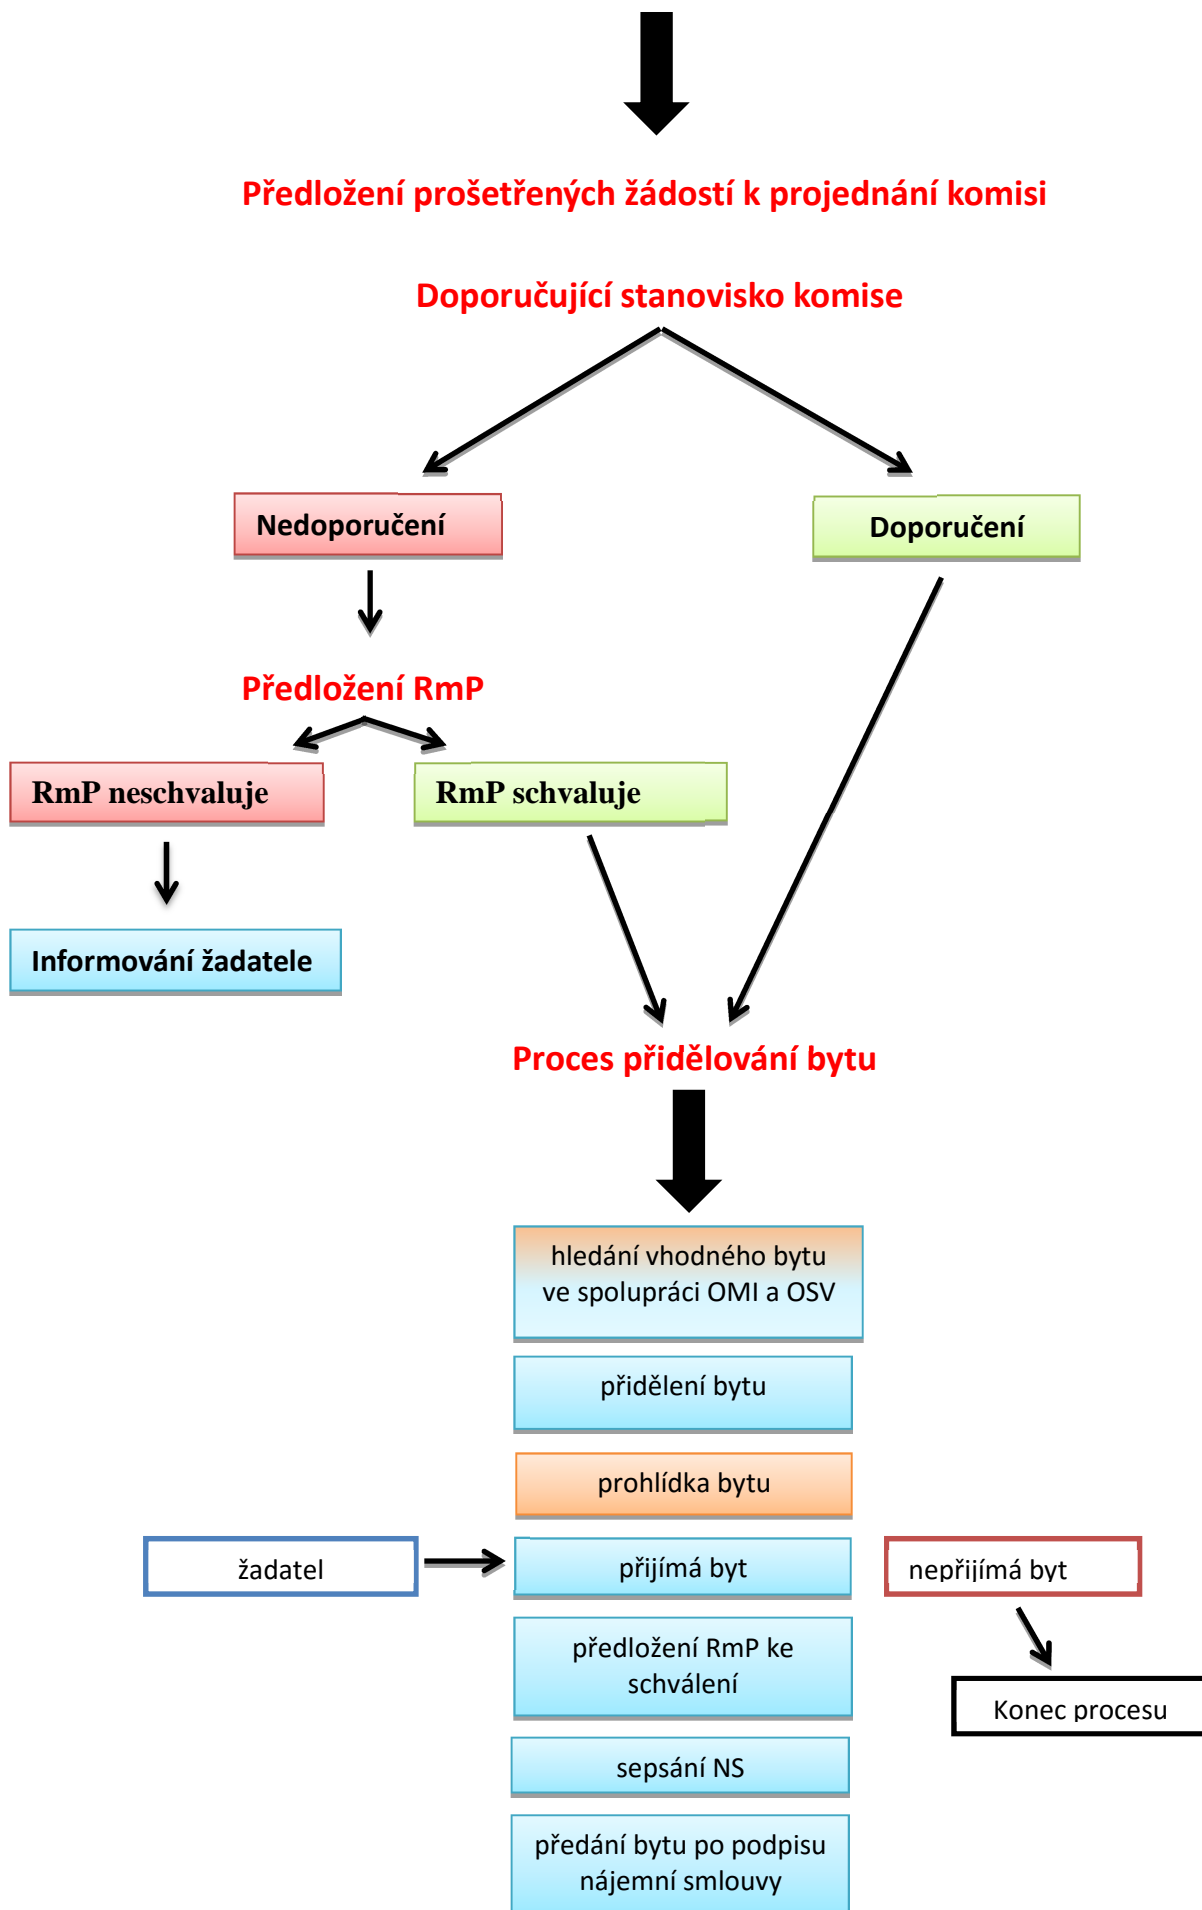 Předložení prošetřených žádostí k projednání komisi
Doporučující stanovisko komise
Nedoporučení
Doporučení
Předložení RmP
RmP neschvaluje
RmP schvaluje
Informování žadatele
Proces přidělování bytu
hledání vhodného bytu
ve spolupráci OMI a OSV
přidělení bytu
prohlídka bytu
žadatel
přijímá byt
nepřijímá byt
předložení RmP ke
schválení
Konec procesu
sepsání NS
předání bytu po podpisu
nájemní smlouvy